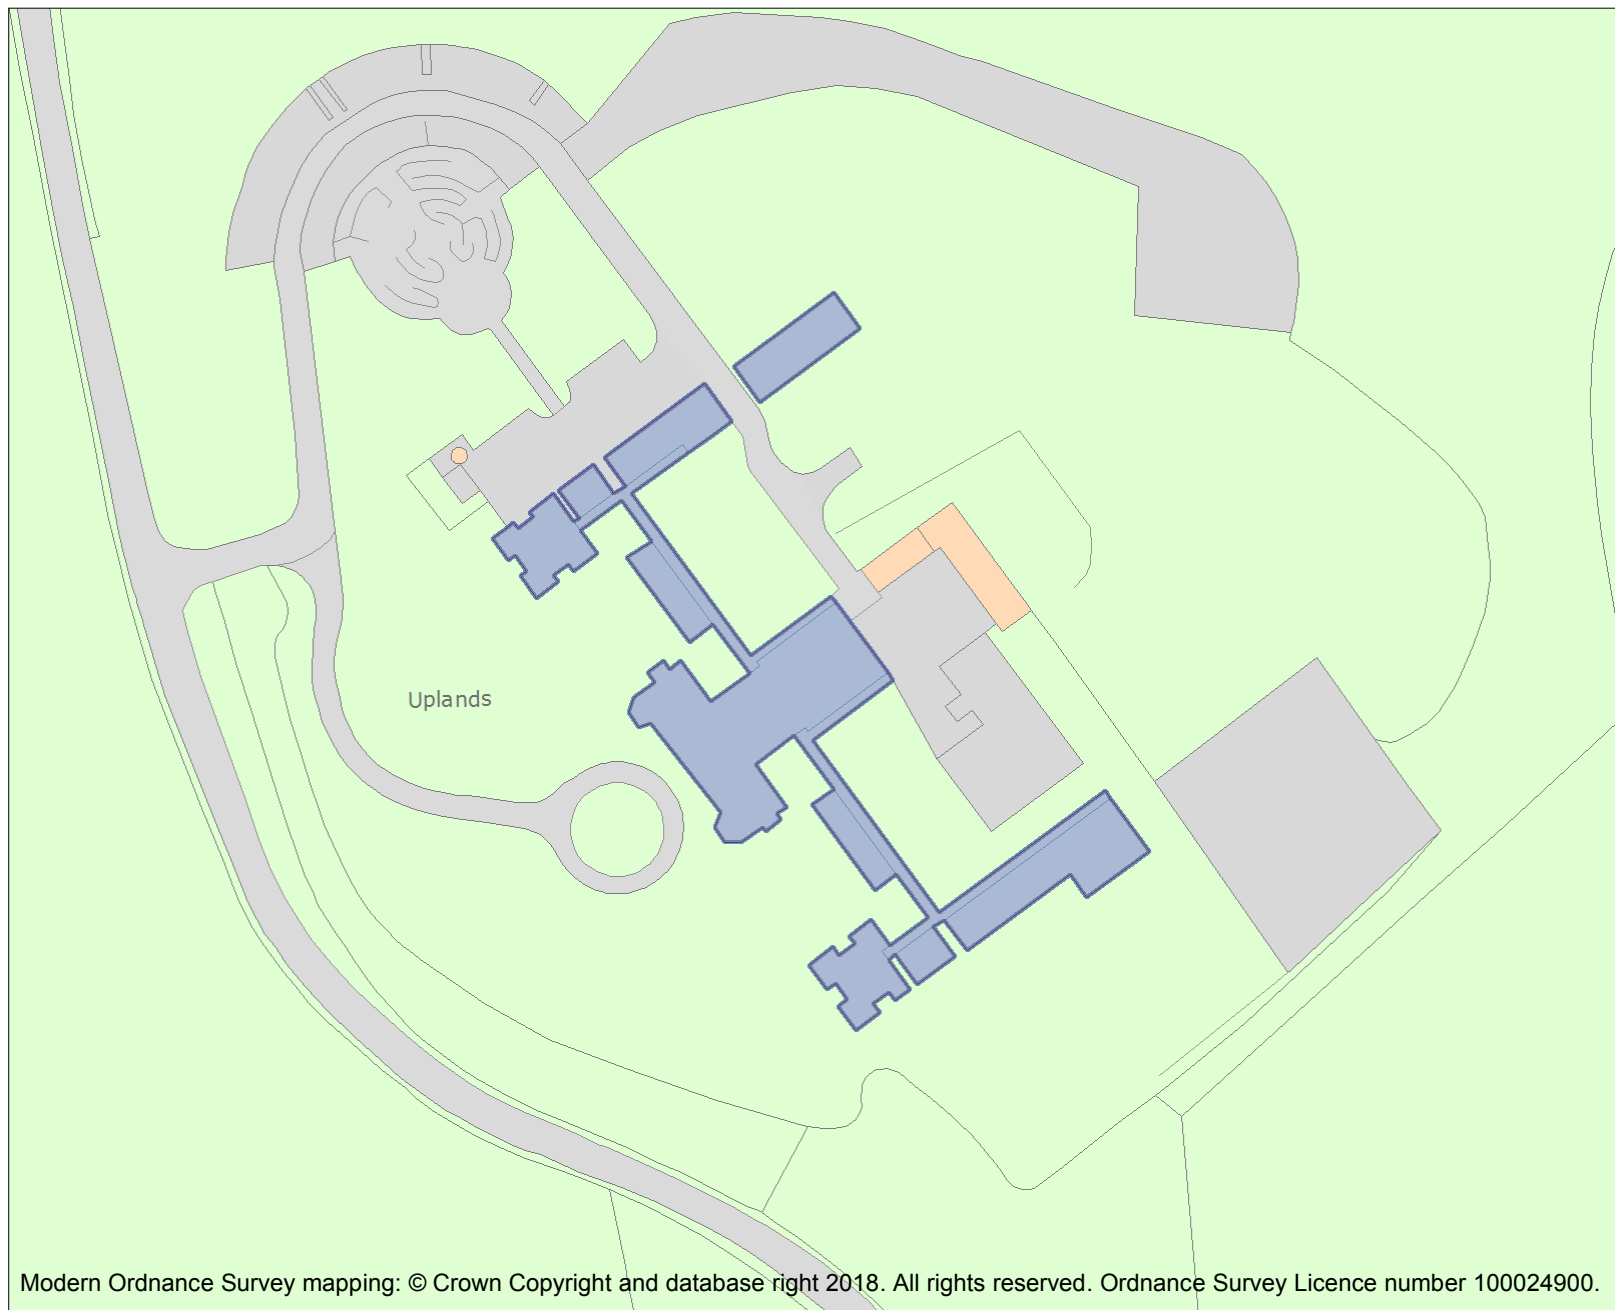 Uplands
Modern Ordnance Survey mapping: © Crown Copyright and database right 2018. All rights reserved. Ordnance Survey Licence number 100024900.